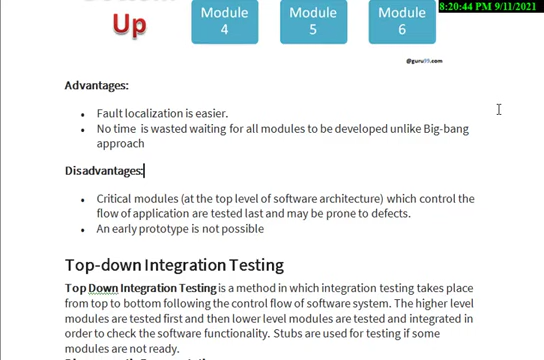 8:20:44 PM 9/11/2021
Up
Module
4
Module
5
Module
6
@guru99.com
Advantages:
• Fault localization is easier.
• No time is wasted waiting for all modules to be developed unlike Big-bang
approach
Disadvantages:
• Critical modules (at the top level of software architecture) which control the
flow of application are tested last and may be prone to defects.
• An early prototype is not possible
Top-down Integration Testing
Top Down Integration Testing is a method in which integration testing takes place
from top to bottom following the control flow of software system. The higher level
modules are tested first and then lower level modules are tested and integrated in
order to check the software functionality. Stubs are used for testing if some
modules are not ready.